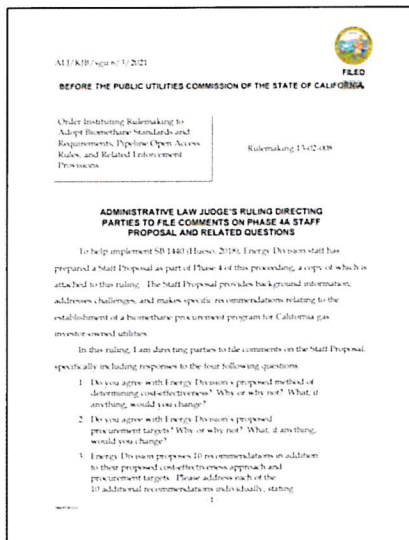 ALJ/KJB/sgu 6/3/2021
FILED
BEFORE THE PUBLIC UTILITIES COMMISSION OF THE STATE OF CALIFORNIA
Order Instituting Rulemaking to
Adopt Biomethane Standards and
Requirements, Pipeline Open Access
Rules, and Related Enforcement
Provisions.
Rulemaking 13-02-008
ADMINISTRATIVE LAW JUDGE'S RULING DIRECTING
PARTIES TO FILE COMMENTS ON PHASE 4A STAFF
PROPOSAL AND RELATED QUESTIONS
To help implement SB 1440 (Hueso, 2018), Energy Division staff has
prepared a Staff Proposal as part of Phase 4 of this proceeding, a copy of which is
attached to this ruling. The Staff Proposal provides background information,
addresses challenges, and makes specific recommendations relating to the
establishment of a biomethane procurement program for California gas
investor-owned utilities.
In this ruling, I am directing parties to file comments on the Staff Proposal,
specifically including responses to the four following questions:
1. Do you agree with Energy Division's proposed method of
determining cost-effectiveness? Why or why not? What, if
anything, would you change?
2. Do you agree with Energy Division's proposed
procurement targets? Why or why not? What, if anything,
would you change?
3. Energy Division proposes 10 recommendations in addition
to their proposed cost-effectiveness approach and
procurement targets. Please address each of the
10 additional recommendations individually, stating
1